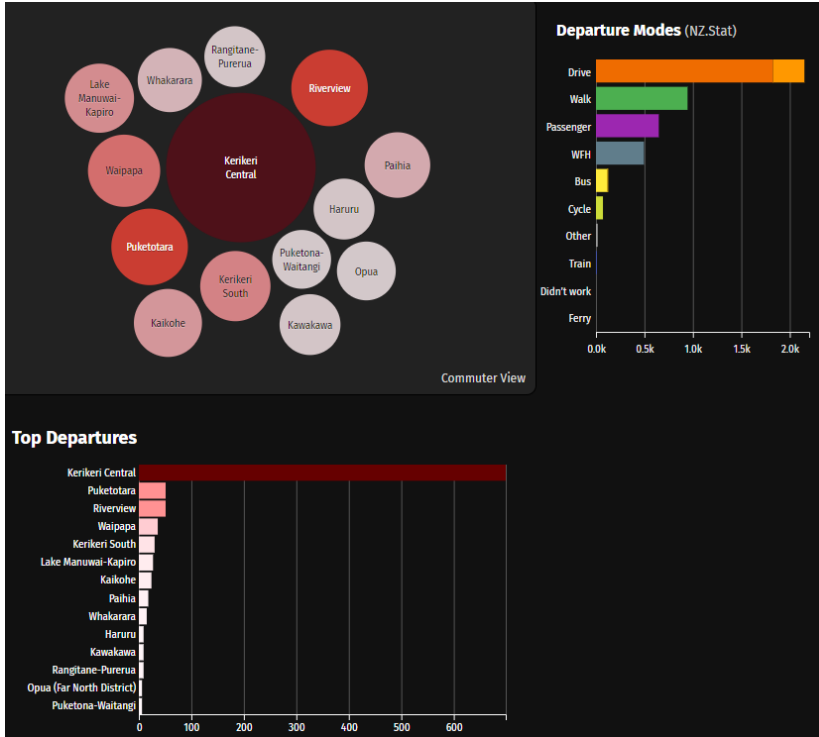 Rangitane-
Purerua
Whakarara
Lake
Manuwai-
Kapiro
Riverview
Kerikeri
Central
Waipapa
Paihia
Haruru
Puketotara
Puketona-
Waitangi
Opua
Kerikeri
South
Kaikohe
Kawakawa
Commuter View
Departure Modes (NZ.Stat)
Drive
Walk
Passenger
WFH
Bus
Cycle
Other
Train
Didn't work
Ferry
0.0k 0.5k 1.0k 1.5k 2.0k
Top Departures
Kerikeri Central
Puketotara
Riverview
Waipapa
Kerikeri South
Lake Manuwai-Kapiro
Kaikohe
Paihia
Whakarara
Haruru
Kawakawa
Rangitane-Purerua
Opua (Far North District)
Puketona-Waitangi
0 100 200 300 400 500 600